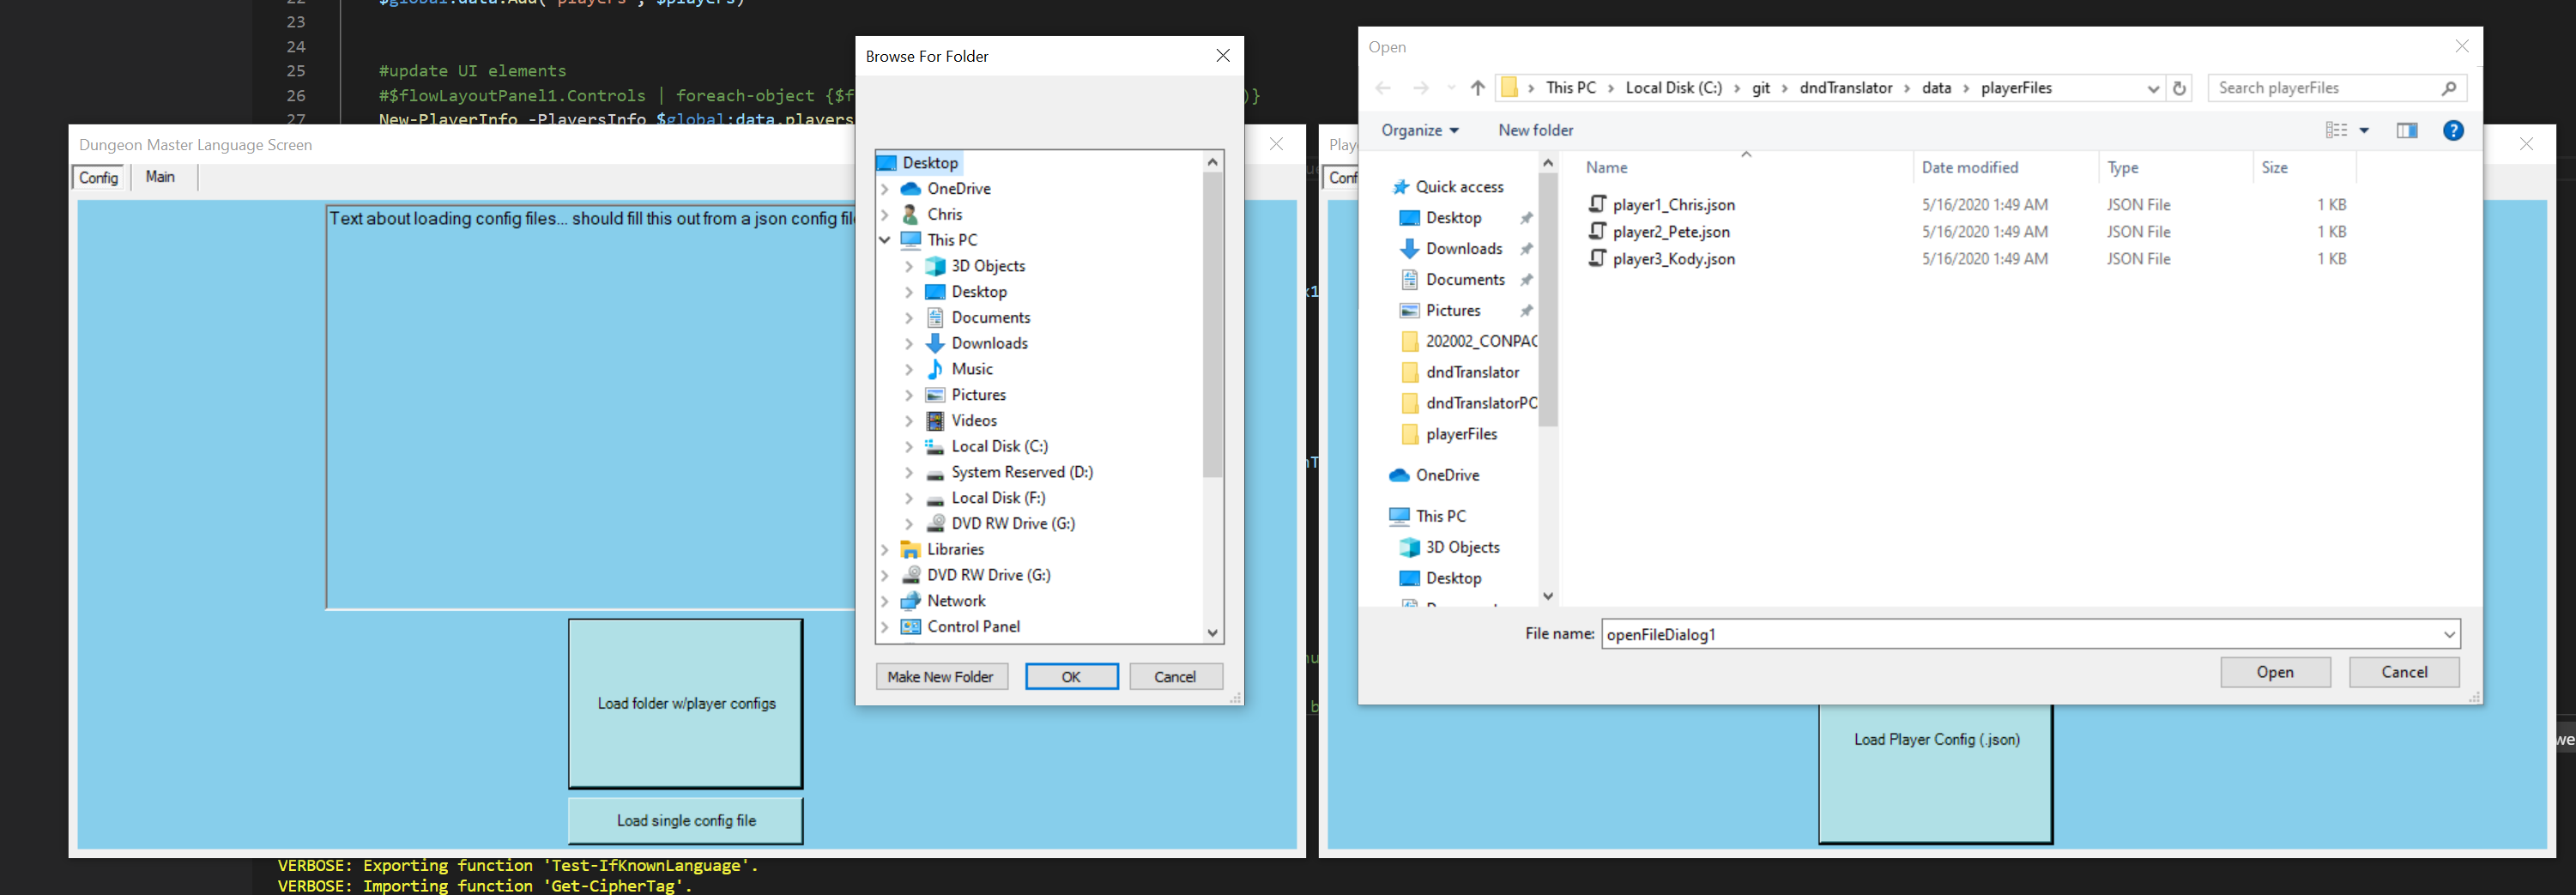 22 $global:data.Add("players", $players)
23
24
25 #update UI elements
26 #$flowLayoutPanel1.Controls | foreach-object {$f )}
27 New-PlayerInfo -PlayersInfo $global:data.players
Dungeon Master Language Screen
Config Main
Text about loading config files... should fill this out from a json config file
Load folder w/player configs
Load single config file
Browse For Folder
Desktop
OneDrive
Chris
This PC
3D Objects
Desktop
Documents
Downloads
Music
Pictures
Videos
Local Disk (C:)
System Reserved (D:)
Local Disk (F:)
DVD RW Drive (G:)
Libraries
DVD RW Drive (G:)
Network
Control Panel
Make New Folder OK Cancel
Play
Conf
Open
This PC › Local Disk (C:) › git › dndTranslator › data › playerFiles
Search playerFiles
Organize New folder
Quick access
Desktop
Downloads
Documents
Pictures
202002_CONPAC
dndTranslator
dndTranslatorPO
playerFiles
OneDrive
This PC
3D Objects
Desktop
Name Date modified Type Size
player1_Chris.json 5/16/2020 1:49 AM JSON File 1 KB
player2_Pete.json 5/16/2020 1:49 AM JSON File 1 KB
player3_Kody.json 5/16/2020 1:49 AM JSON File 1 KB
File name: openFileDialog1
Open Cancel
Load Player Config (.json)
we
VERBOSE: Exporting function 'Test-IfKnownLanguage'.
VERBOSE: Importing function 'Get-CipherTag'.